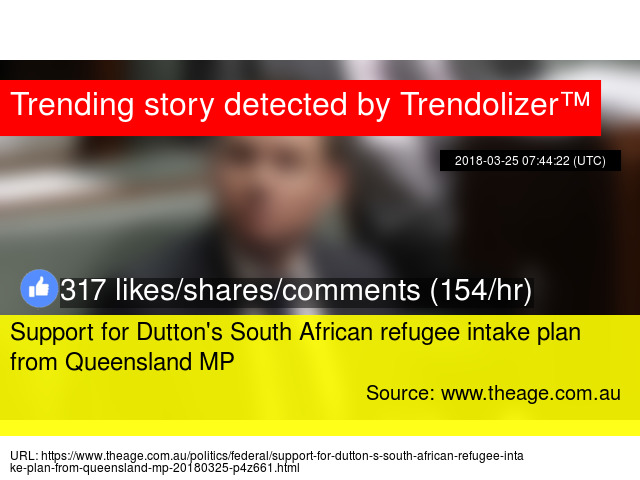 Trending story detected by Trendolizer™
2018-03-25 07:44:22 (UTC)
317 likes/shares/comments (154/hr)
Support for Dutton's South African refugee intake plan
from Queensland MP
Source: www.theage.com.au
URL: https://www.theage.com.au/politics/federal/support-for-dutton-s-south-african-refugee-inta
ke-plan-from-queensland-mp-20180325-p4z661.html